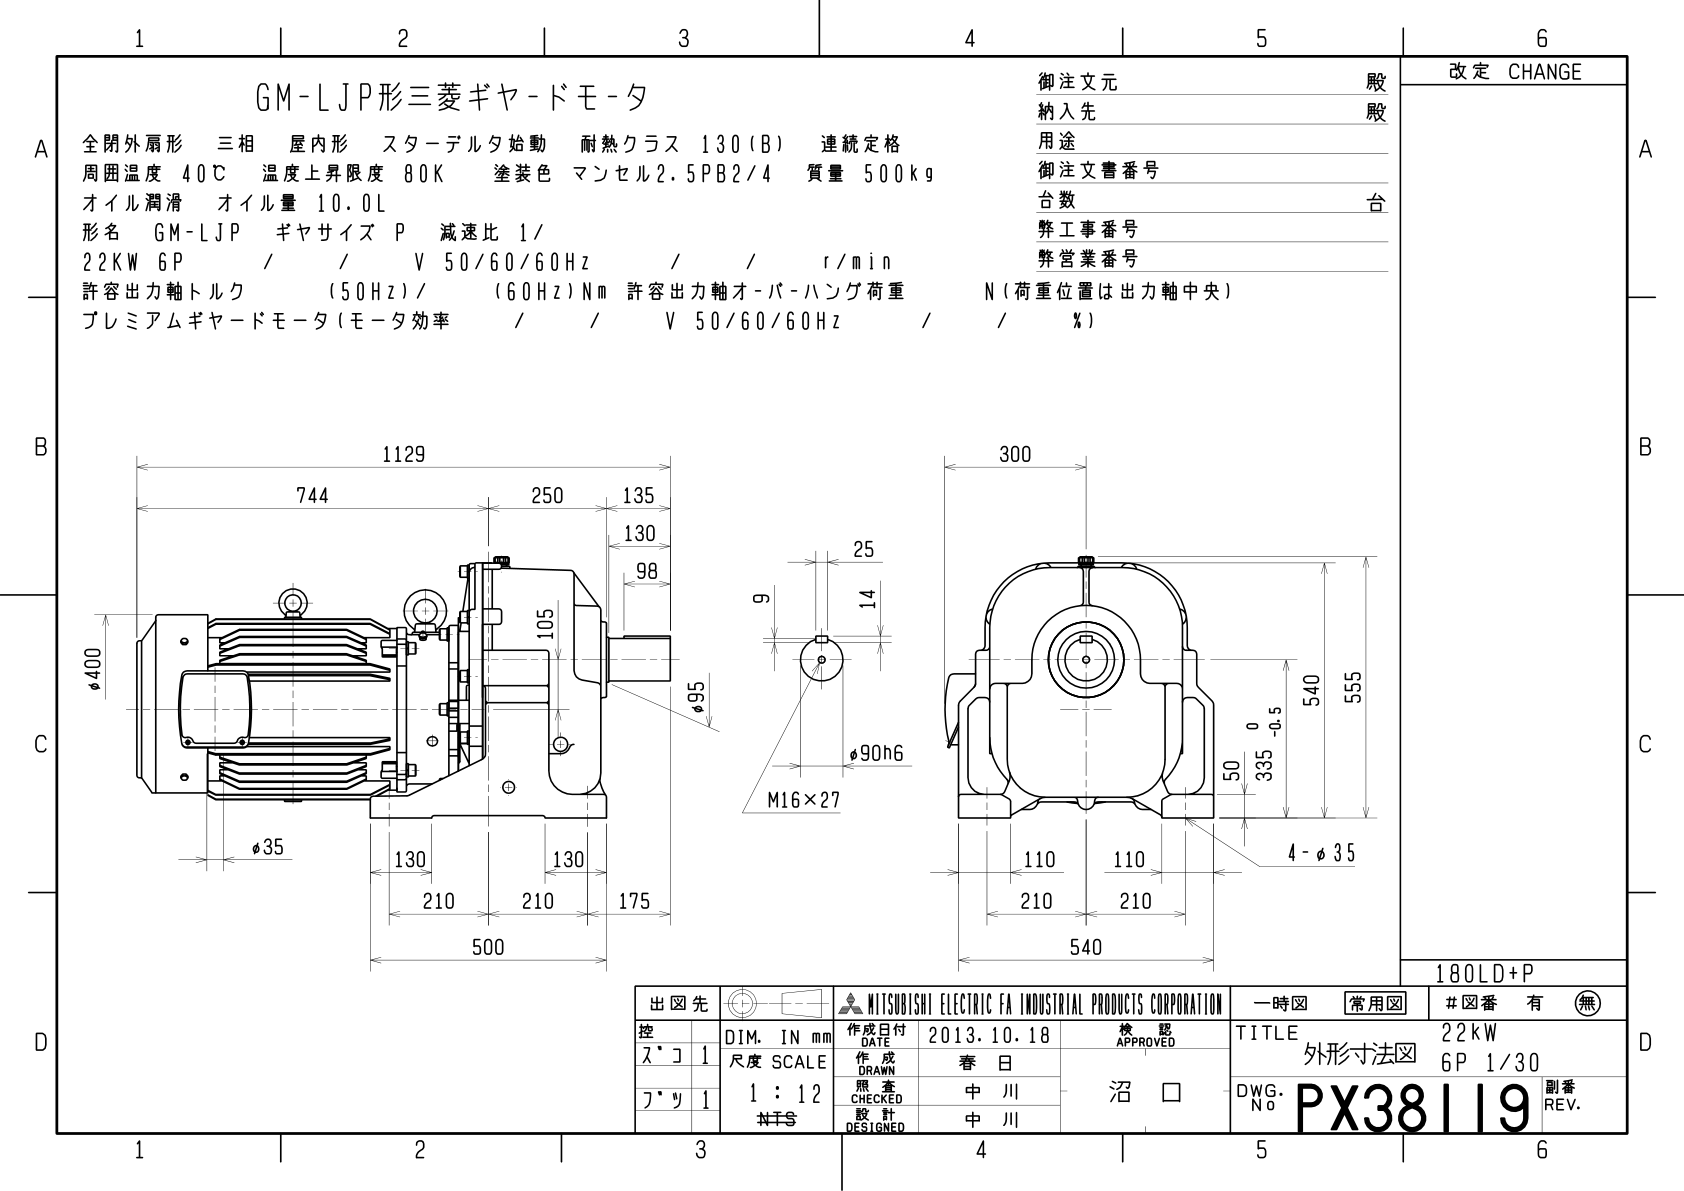 1 2 3 4 5 6
改定 CHANGE
GM-LJP形三菱ギヤードモータ
御注文元 殿
納入先 殿
用途
御注文書番号
台数 台
弊工事番号
弊営業番号
全閉外扇形 三相 屋内形 スターデルタ始動 耐熱クラス 130(B) 連続定格
周囲温度 40℃ 温度上昇限度 80K 塗装色 マンセル2.5PB2/4 質量 500kg
オイル潤滑 オイル量 10.0L
形名 GM-LJP ギヤサイズ P 減速比 1/
22KW 6P / / V 50/60/60Hz / / r/min
許容出力軸トルク (50Hz)/ (60Hz)Nm 許容出力軸オーバーハング荷重 N(荷重位置は出力軸中央)
プレミアムギヤードモータ(モータ効率 / / V 50/60/60Hz / / %)
A A
B B
C C
D D
1129
744 250 135
130
98
105
φ400
φ95
φ35
130 130
210 210 175
500
25
9
14
φ90h6
M16×27
300
540
555
335 0 -0.5
50
4-φ35
110 110
210 210
540
180LD+P
出図先
控
ズコ 1
ブツ 1
DIM. IN mm
尺度 SCALE
1 : 12
NTS
MITSUBISHI ELECTRIC FA INDUSTRIAL PRODUCTS CORPORATION
作成日付 DATE 2013.10.18
作成 DRAWN 春日
照査 CHECKED 中川
設計 DESIGNED 中川
検認 APPROVED
沼口
一時図 常用図 #図番 有 無
TITLE 外形寸法図
22kW
6P 1/30
DWG. No PX38119
副番 REV.
1 2 3 4 5 6